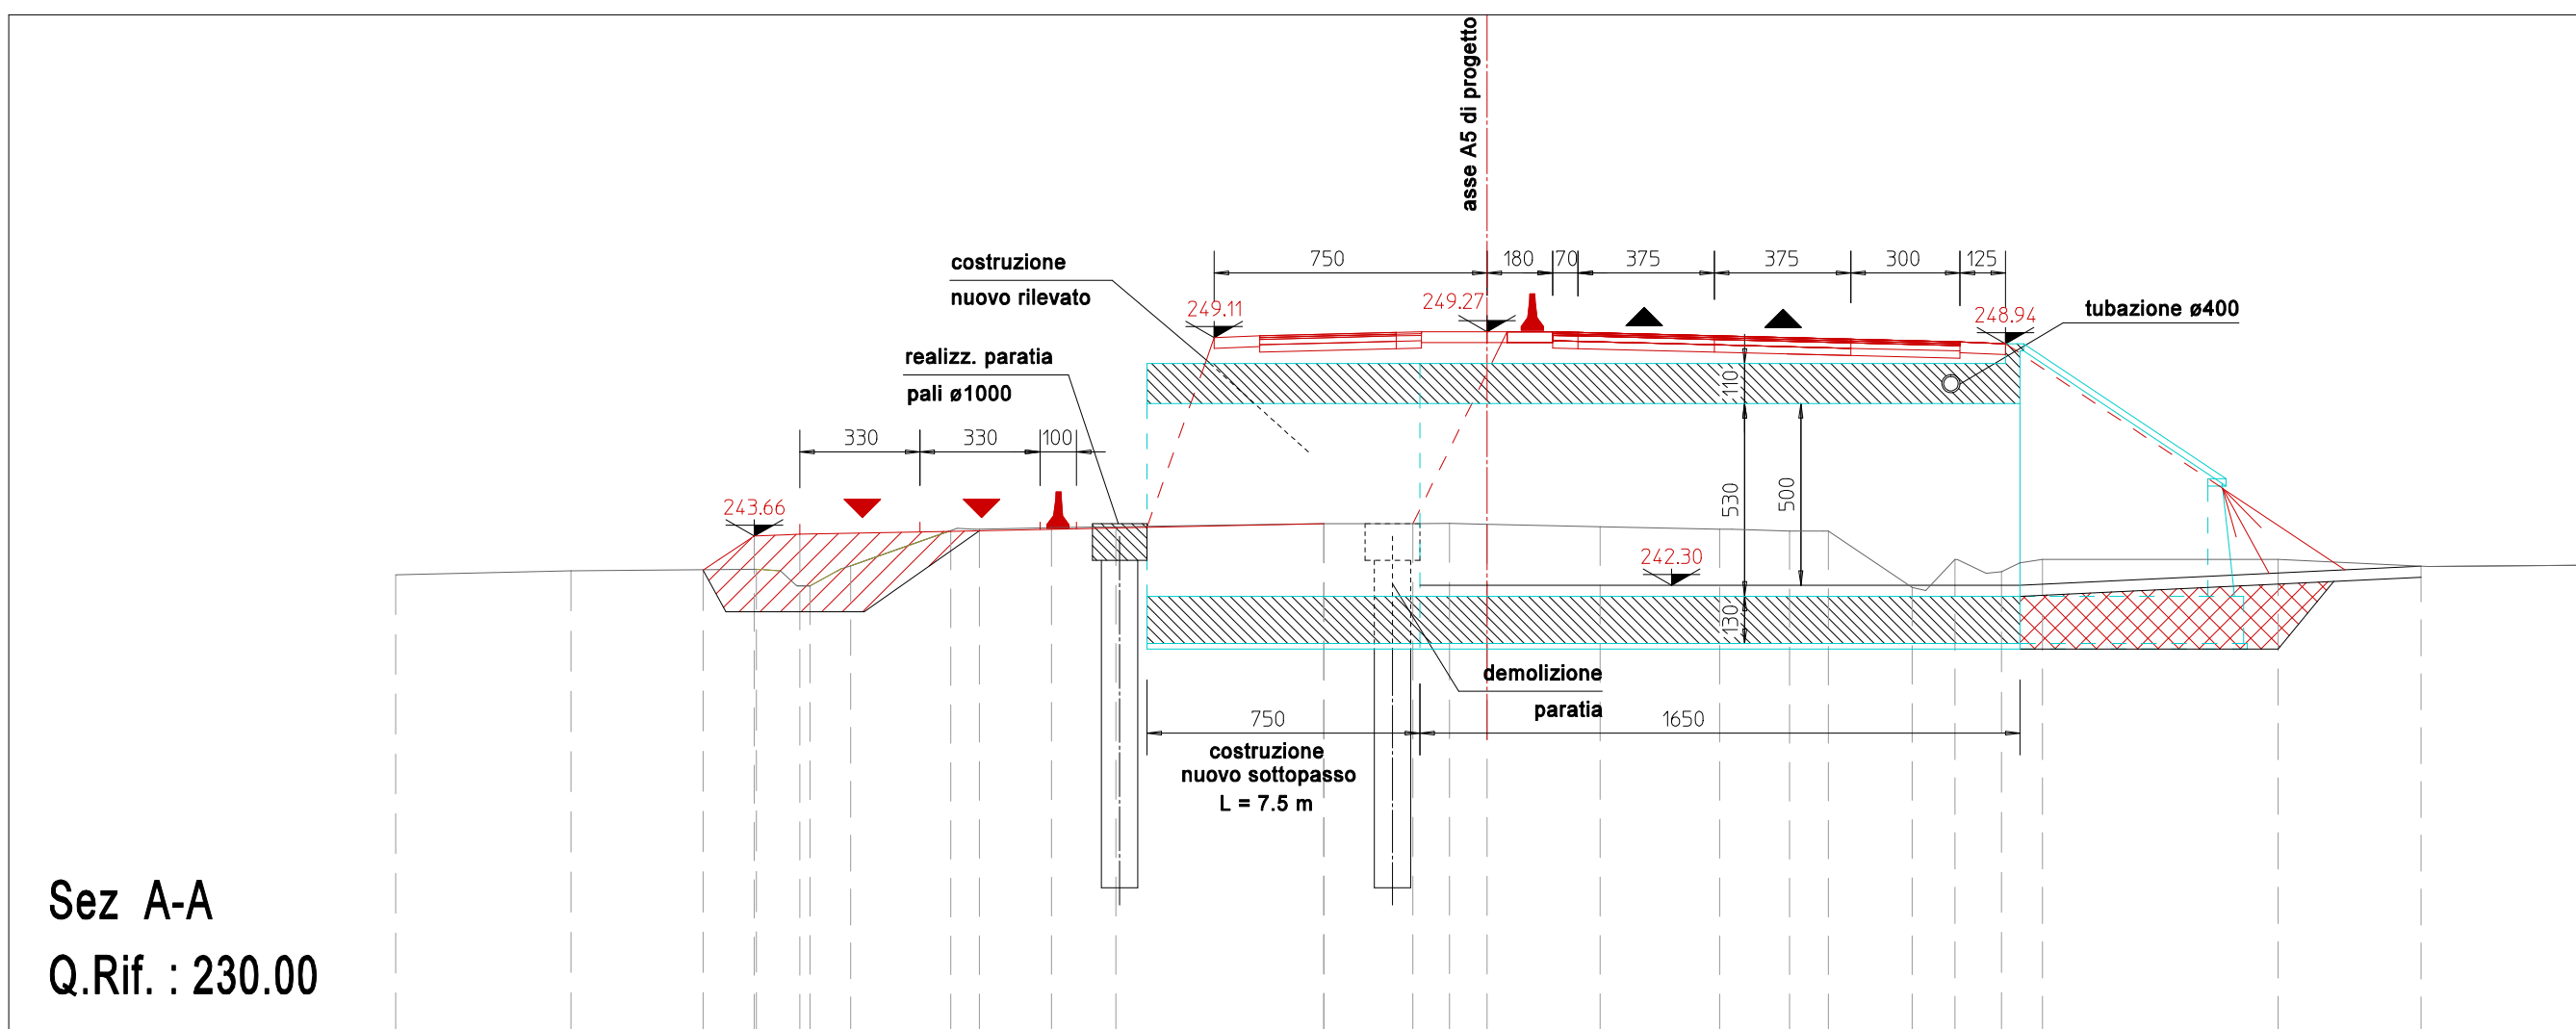 asse A5 di progetto
costruzione
nuovo rilevato
750
180
70
375
375
300
125
249.11
249.27
248.94
tubazione ø400
realizz. paratia
pali ø1000
110
330
330
100
530
500
243.66
242.30
130
demolizione
paratia
750
1650
costruzione
nuovo sottopasso
L = 7.5 m
Sez A-A
Q.Rif. : 230.00